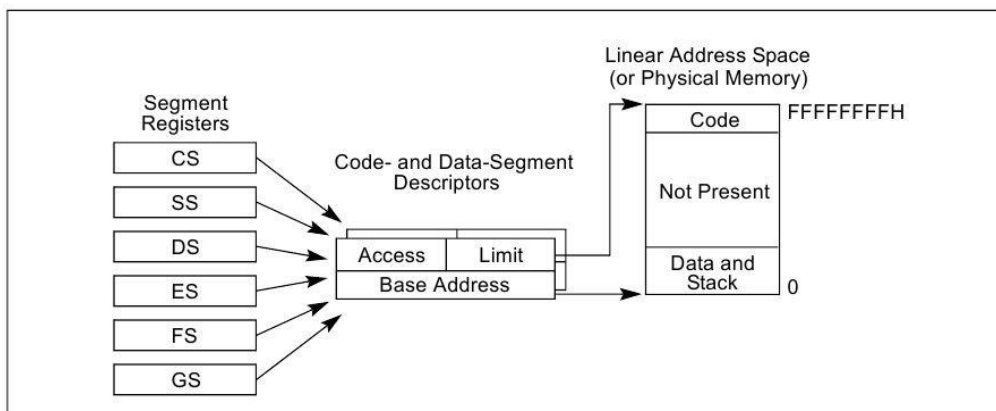 Linear Address Space
(or Physical Memory)
Segment
Registers
FFFFFFFFH
Code
CS
Code- and Data-Segment
Descriptors
SS
Not Present
DS
Access
Limit
Data and
Stack
Base Address
0
ES
FS
GS